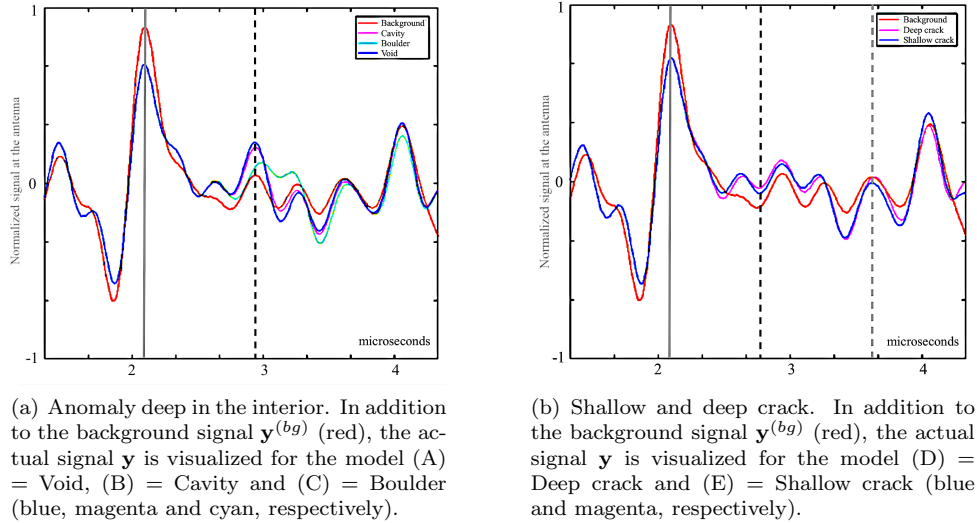 1
Background
Cavity
Boulder
Void
Normalized signal at the antenna
0
microseconds
-1
2
3
4
(a) Anomaly deep in the interior. In addition
to the background signal y^(bg) (red), the ac-
tual signal y is visualized for the model (A)
= Void, (B) = Cavity and (C) = Boulder
(blue, magenta and cyan, respectively).
1
Background
Deep crack
Shallow crack
Normalized signal at the antenna
0
microseconds
-1
2
3
4
(b) Shallow and deep crack. In addition to
the background signal y^(bg) (red), the actual
signal y is visualized for the model (D) =
Deep crack and (E) = Shallow crack (blue
and magenta, respectively).